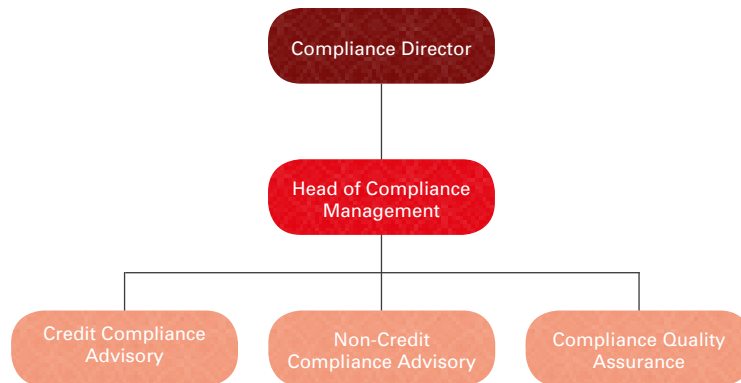 Compliance Director
Head of Compliance
Management
Credit Compliance
Advisory
Non-Credit
Compliance Advisory
Compliance Quality
Assurance